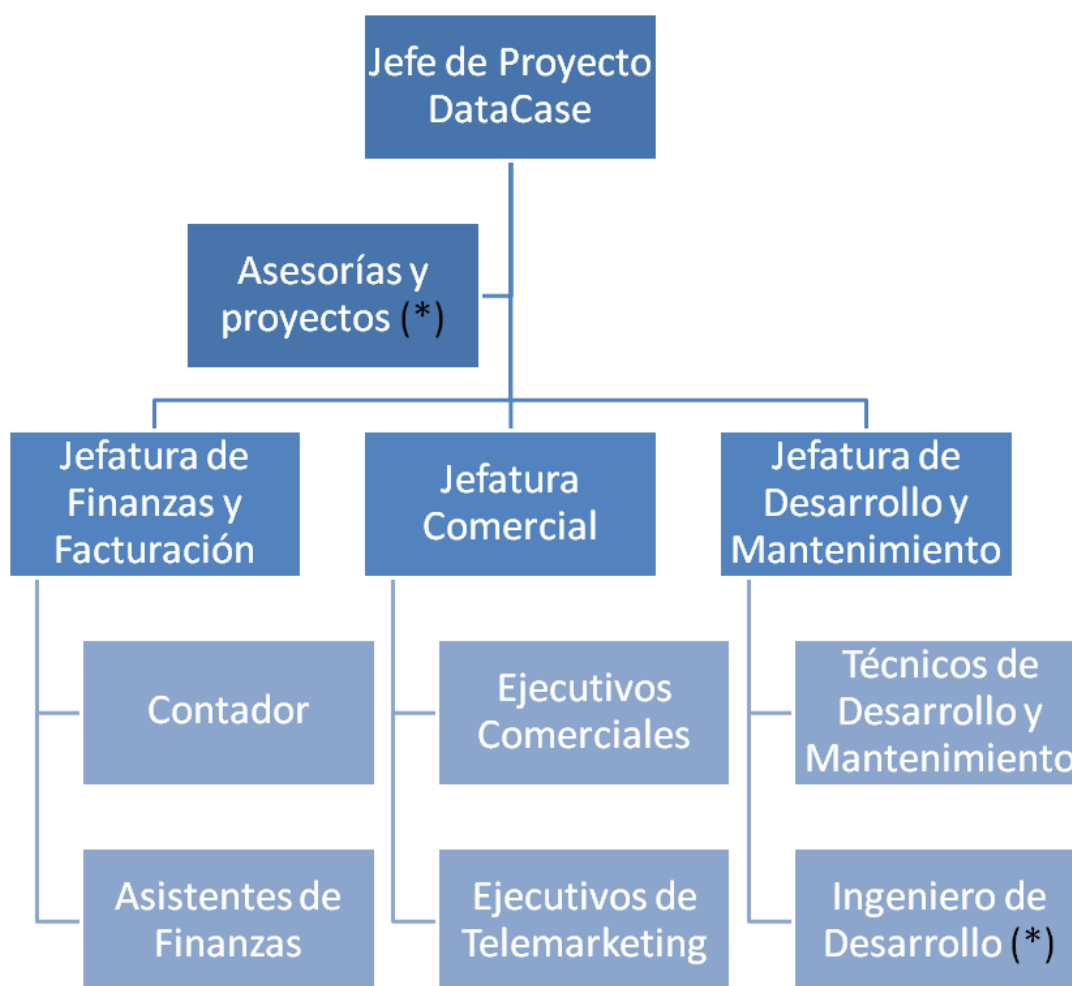 Jefe de Proyecto
DataCase
Asesorías y
proyectos (*)
Jefatura de
Finanzas y
Facturación
Jefatura
Comercial
Jefatura de
Desarrollo y
Mantenimiento
Contador
Ejecutivos
Comerciales
Técnicos de
Desarrollo y
Mantenimiento
Asistentes de
Finanzas
Ejecutivos de
Telemarketing
Ingeniero de
Desarrollo (*)